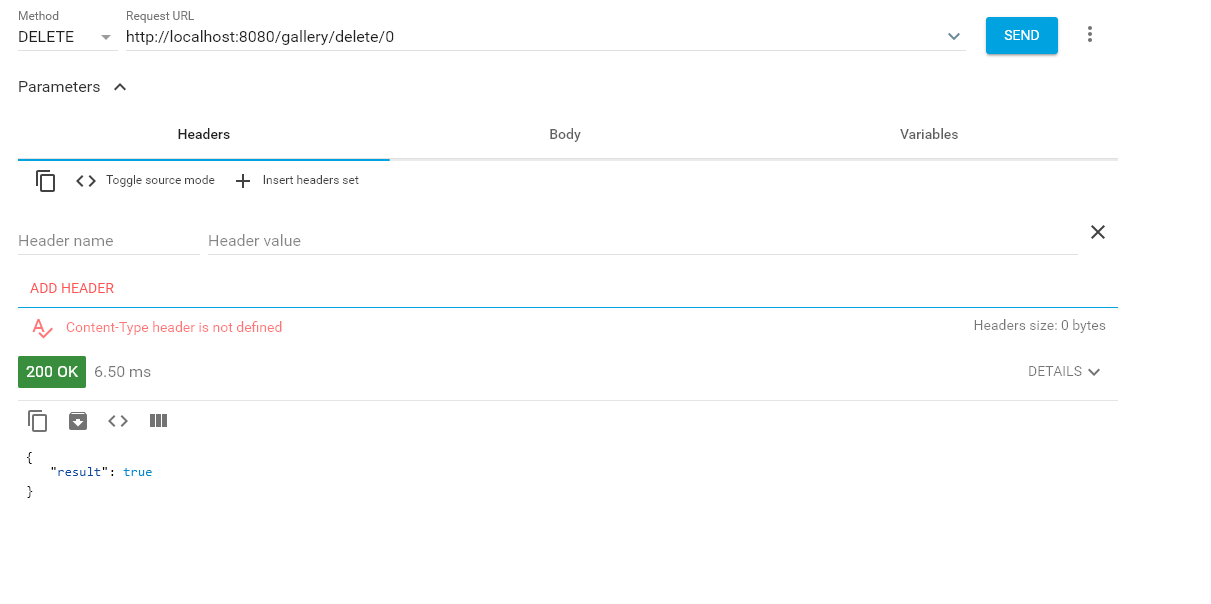 Method
Request URL
DELETE
http://localhost:8080/gallery/delete/0
SEND
Parameters
Headers
Body
Variables
Toggle source mode
Insert headers set
Header name
Header value
ADD HEADER
Content-Type header is not defined
Headers size: 0 bytes
200 OK
6.50 ms
DETAILS
{
"result": true
}